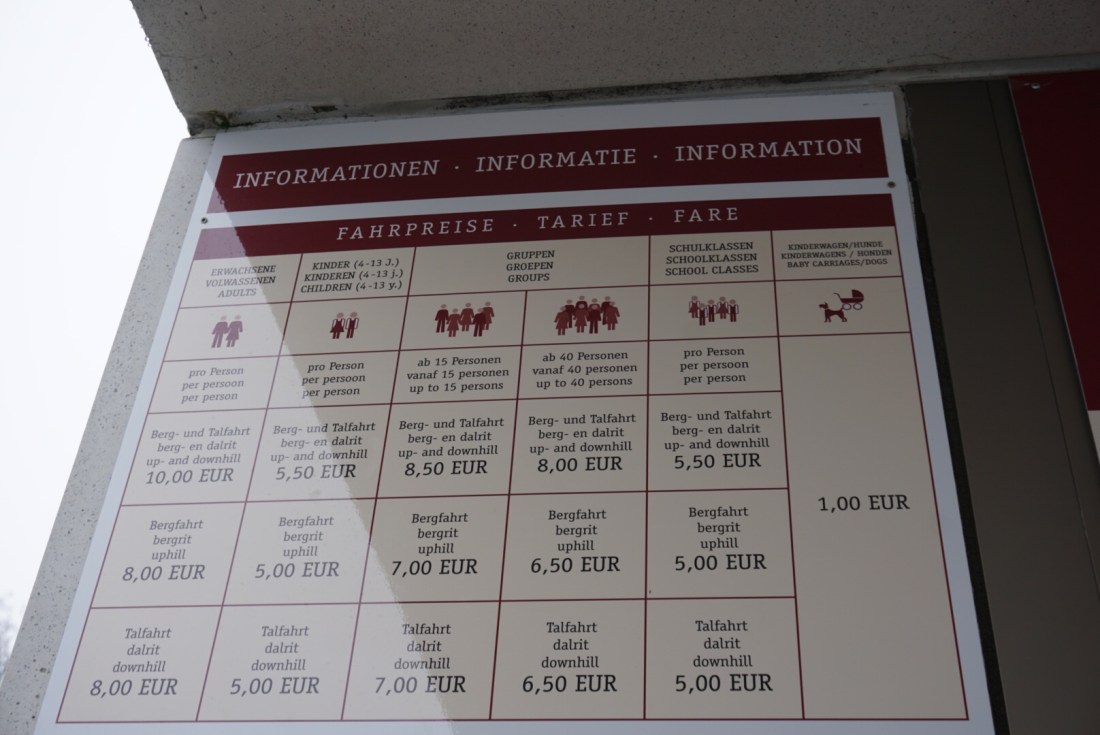 INFORMATIONEN · INFORMATIE · INFORMATION
FAHRPREISE · TARIEF · FARE
ERWACHSENE
VOLWASSENEN
ADULTS
KINDER (4-13 J.)
KINDEREN (4-13 j.)
CHILDREN (4-13 y.)
GRUPPEN
GROEPEN
GROUPS
SCHULKLASSEN
SCHOOLKLASSEN
SCHOOL CLASSES
KINDERWAGEN/HUNDE
KINDERWAGENS / HONDEN
BABY CARRIAGES/DOGS
pro Person
per persoon
per person
pro Person
per persoon
per person
ab 15 Personen
vanaf 15 personen
up to 15 persons
ab 40 Personen
vanaf 40 personen
up to 40 persons
pro Person
per persoon
per person
Berg- und Talfahrt
berg- en dalrit
up- and downhill
10,00 EUR
Berg- und Talfahrt
berg- en dalrit
up- and downhill
5,50 EUR
Berg- und Talfahrt
berg- en dalrit
up- and downhill
8,50 EUR
Berg- und Talfahrt
berg- en dalrit
up- and downhill
8,00 EUR
Berg- und Talfahrt
berg- en dalrit
up- and downhill
5,50 EUR
1,00 EUR
Bergfahrt
bergrit
uphill
8,00 EUR
Bergfahrt
bergrit
uphill
5,00 EUR
Bergfahrt
bergrit
uphill
7,00 EUR
Bergfahrt
bergrit
uphill
6,50 EUR
Bergfahrt
bergrit
uphill
5,00 EUR
Talfahrt
dalrit
downhill
8,00 EUR
Talfahrt
dalrit
downhill
5,00 EUR
Talfahrt
dalrit
downhill
7,00 EUR
Talfahrt
dalrit
downhill
6,50 EUR
Talfahrt
dalrit
downhill
5,00 EUR